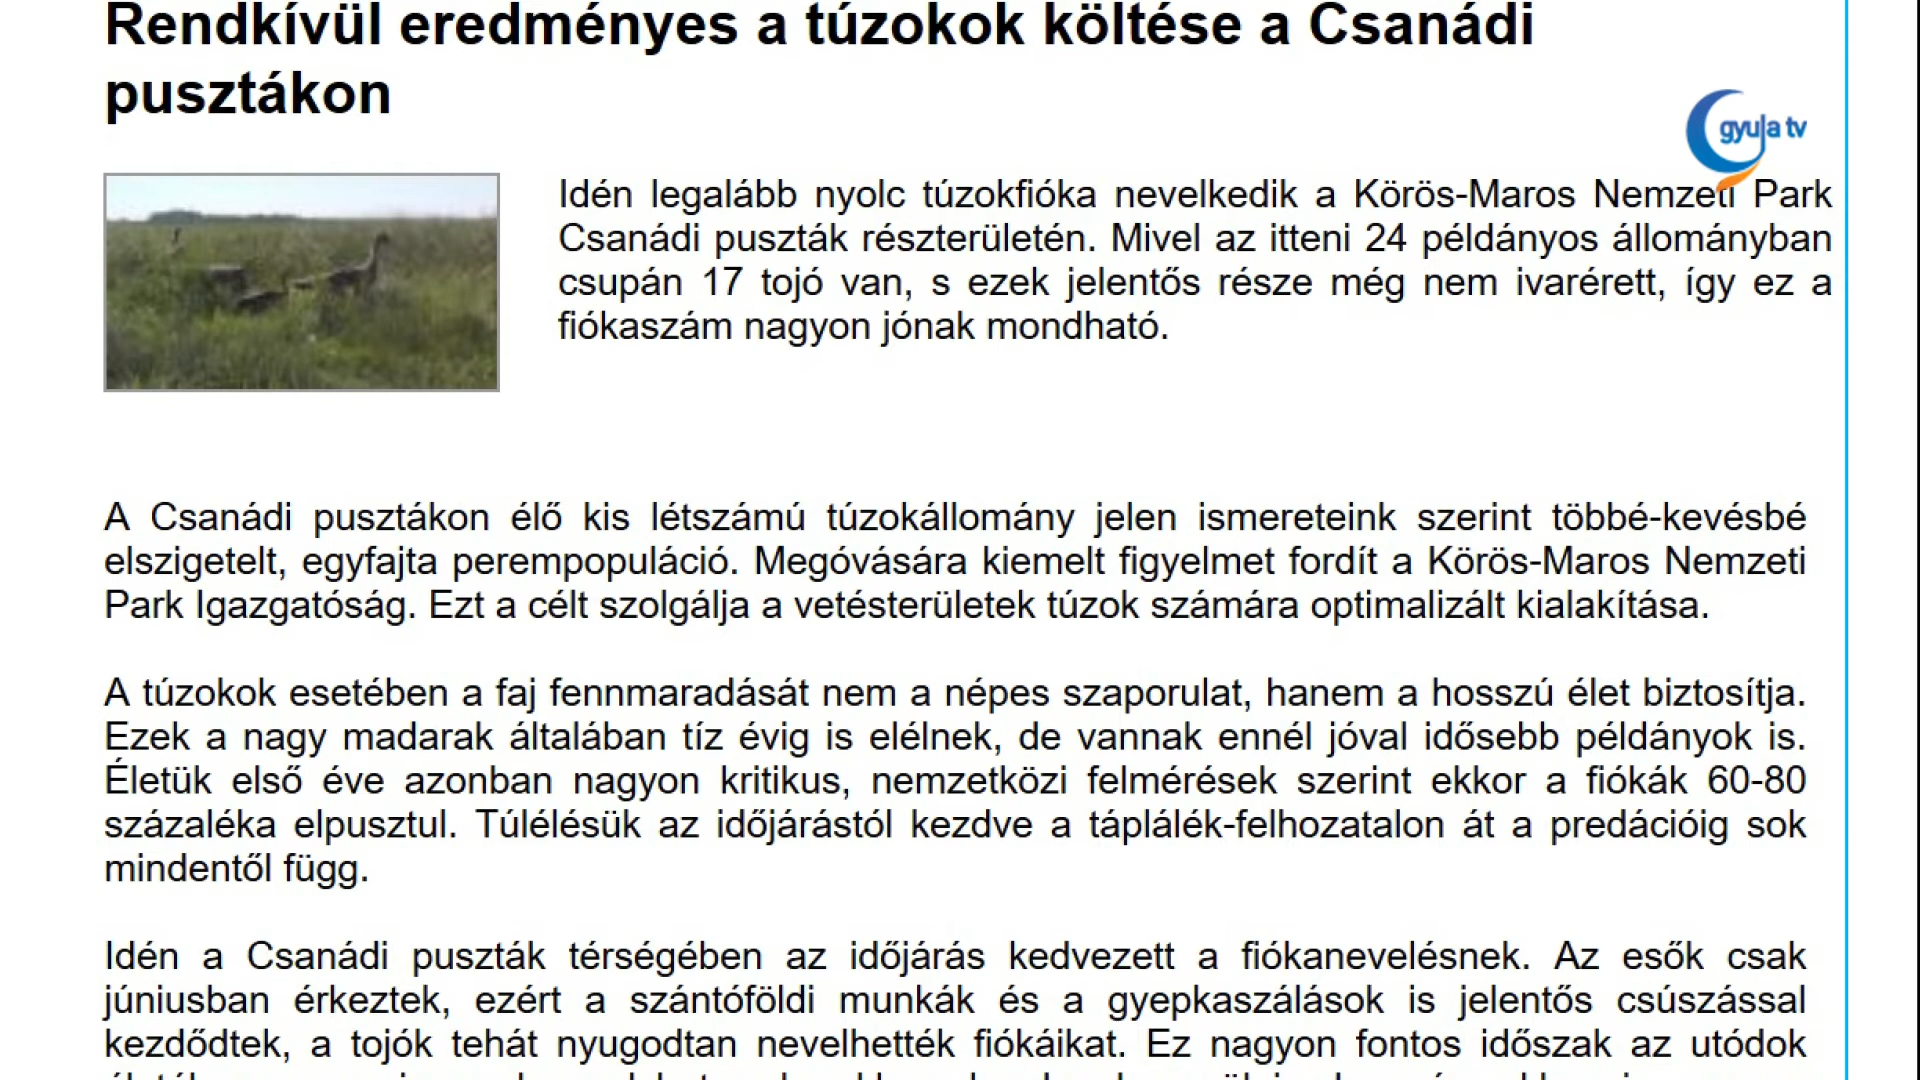 Rendkívül eredményes a túzokok költése a Csanádi
pusztákon
gyula tv
Idén legalább nyolc túzokfióka nevelkedik a Körös-Maros Nemzeti Park
Csanádi puszták részterületén. Mivel az itteni 24 példányos állományban
csupán 17 tojó van, s ezek jelentős része még nem ivarérett, így ez a
fiókaszám nagyon jónak mondható.
A Csanádi pusztákon élő kis létszámú túzokállomány jelen ismereteink szerint többé-kevésbé
elszigetelt, egyfajta perempopuláció. Megóvására kiemelt figyelmet fordít a Körös-Maros Nemzeti
Park Igazgatóság. Ezt a célt szolgálja a vetésterületek túzok számára optimalizált kialakítása.
A túzokok esetében a faj fennmaradását nem a népes szaporulat, hanem a hosszú élet biztosítja.
Ezek a nagy madarak általában tíz évig is elélnek, de vannak ennél jóval idősebb példányok is.
Életük első éve azonban nagyon kritikus, nemzetközi felmérések szerint ekkor a fiókák 60-80
százaléka elpusztul. Túlélésük az időjárástól kezdve a táplálék-felhozatalon át a predációig sok
mindentől függ.
Idén a Csanádi puszták térségében az időjárás kedvezett a fiókanevelésnek. Az esők csak
júniusban érkeztek, ezért a szántóföldi munkák és a gyepkaszálások is jelentős csúszással
kezdődtek, a tojók tehát nyugodtan nevelhették fiókáikat. Ez nagyon fontos időszak az utódok